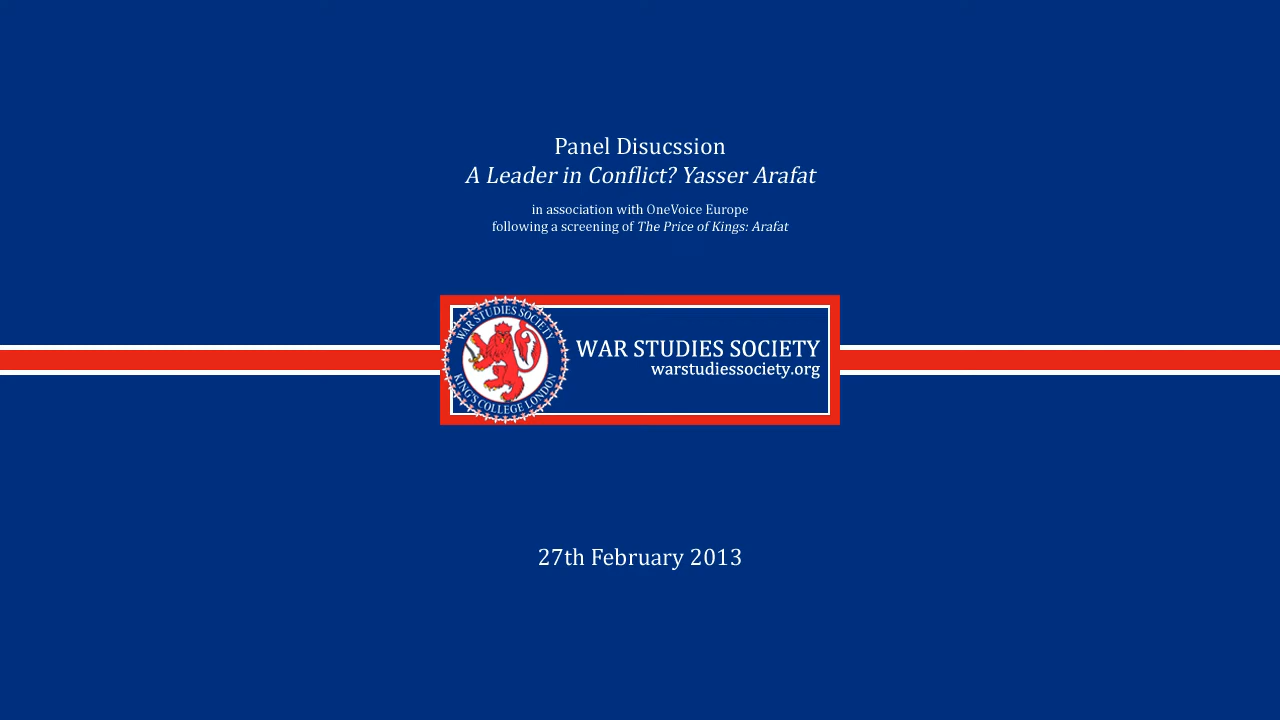 Panel Disucssion
A Leader in Conflict? Yasser Arafat
in association with OneVoice Europe
following a screening of The Price of Kings: Arafat
WAR STUDIES SOCIETY
KING'S COLLEGE LONDON
WAR STUDIES SOCIETY
warstudiessociety.org
27th February 2013